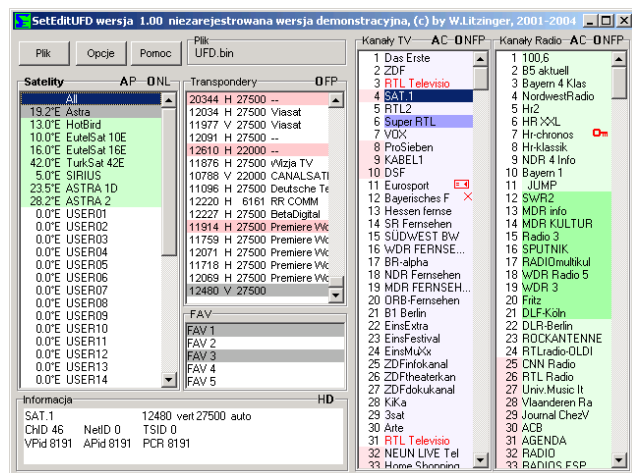 SetEditUFD wersja 1.00 niezarejestrowana wersja demonstracyjna, (c) by W.Litzinger, 2001-2004
Plik
Opcje
Pomoc
Plik
UFD.bin
Satelity AP ONL
All
19.2°E Astra
13.0°E HotBird
10.0°E EutelSat 10E
16.0°E EutelSat 16E
42.0°E TurkSat 42E
5.0°E SIRIUS
23.5°E ASTRA 1D
28.2°E ASTRA 2
0.0°E USER01
0.0°E USER02
0.0°E USER03
0.0°E USER04
0.0°E USER05
0.0°E USER06
0.0°E USER07
0.0°E USER08
0.0°E USER09
0.0°E USER10
0.0°E USER11
0.0°E USER12
0.0°E USER13
0.0°E USER14
Transpondery OFP
20344 H 27500 --
12034 H 27500 Viasat
11977 V 27500 Viasat
12091 H 27500 --
12610 H 22000 --
11876 H 27500 Wizja TV
10788 V 22000 CANALSATI
11096 H 27500 Deutsche Te
12220 H 6161 RR COMM
12227 H 27500 BetaDigital
11914 H 27500 Premiere Wo
11759 H 27500 Premiere Wo
12071 H 27500 Premiere Wo
11718 H 27500 Premiere Wo
12069 H 27500 Premiere Wo
12480 V 27500
FAV
FAV 1
FAV 2
FAV 3
FAV 4
FAV 5
Informacja HD
SAT.1 12480 vert 27500 auto
ChID 46 NetID 0 TSID 0
VPid 8191 APid 8191 PCR 8191
Kanały TV AC ONFP
1 Das Erste
2 ZDF
3 RTL Televisio
4 SAT.1
5 RTL2
6 Super RTL
7 VOX
8 ProSieben
9 KABEL1
10 DSF
11 Eurosport
12 Bayerisches F
13 Hessen fernse
14 SR Fernsehen
15 SÜDWEST BW
16 WDR FERNSE...
17 BR-alpha
18 NDR Fernsehen
19 MDR FERNSEH...
20 ORB-Fernsehen
21 B1 Berlin
22 EinsExtra
23 EinsFestival
24 EinsMuXx
25 ZDFinfokanal
26 ZDFtheaterkan
27 ZDFdokukanal
28 KiKa
29 3sat
30 Arte
31 RTL Televisio
32 NEUN LIVE Tel
33 Home Shopping
Kanały Radio AC ONFP
1 100,6
2 B5 aktuell
3 Bayern 4 Klas
4 NordwestRadio
5 Hr2
6 HR XXL
7 Hr-chronos
8 Hr-klassik
9 NDR 4 Info
10 Bayern 1
11 JUMP
12 SWR2
13 MDR info
14 MDR KULTUR
15 Radio 3
16 SPUTNIK
17 RADIOmultikul
18 WDR Radio 5
19 WDR 3
20 Fritz
21 DLF-Köln
22 DLR-Berlin
23 ROCKANTENNE
24 RTLradio-OLDI
25 CNN Radio
26 RTL Radio
27 Univ.Music It
28 Vlaanderen Ra
29 Journal ChezV
30 ACB
31 AGENDA
32 RADIO
33 RADIOS ESP